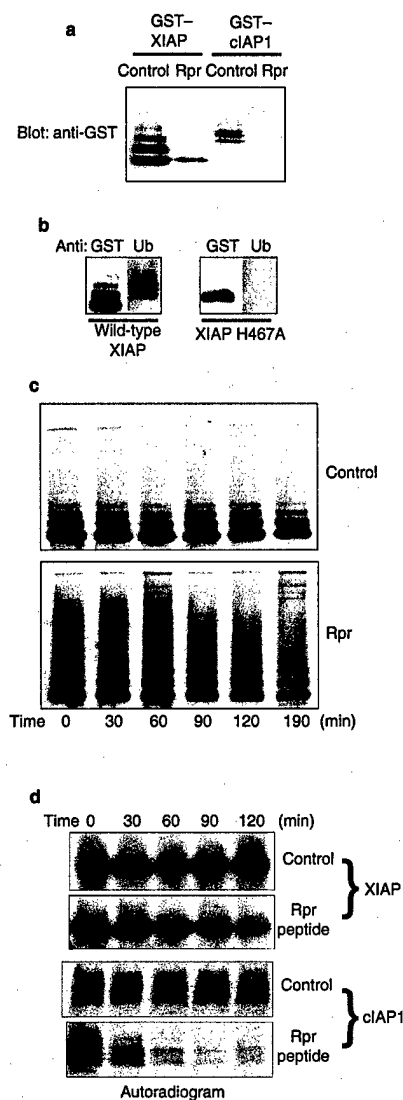 a
GST– GST–
XIAP cIAP1
Control Rpr Control Rpr
Blot: anti-GST
b
Anti: GST Ub GST Ub
Wild-type XIAP H467A
XIAP
c
Control
Rpr
Time 0 30 60 90 120 190 (min)
d
Time 0 30 60 90 120 (min)
Control
XIAP
Rpr
peptide
Control
cIAP1
Rpr
peptide
Autoradiogram